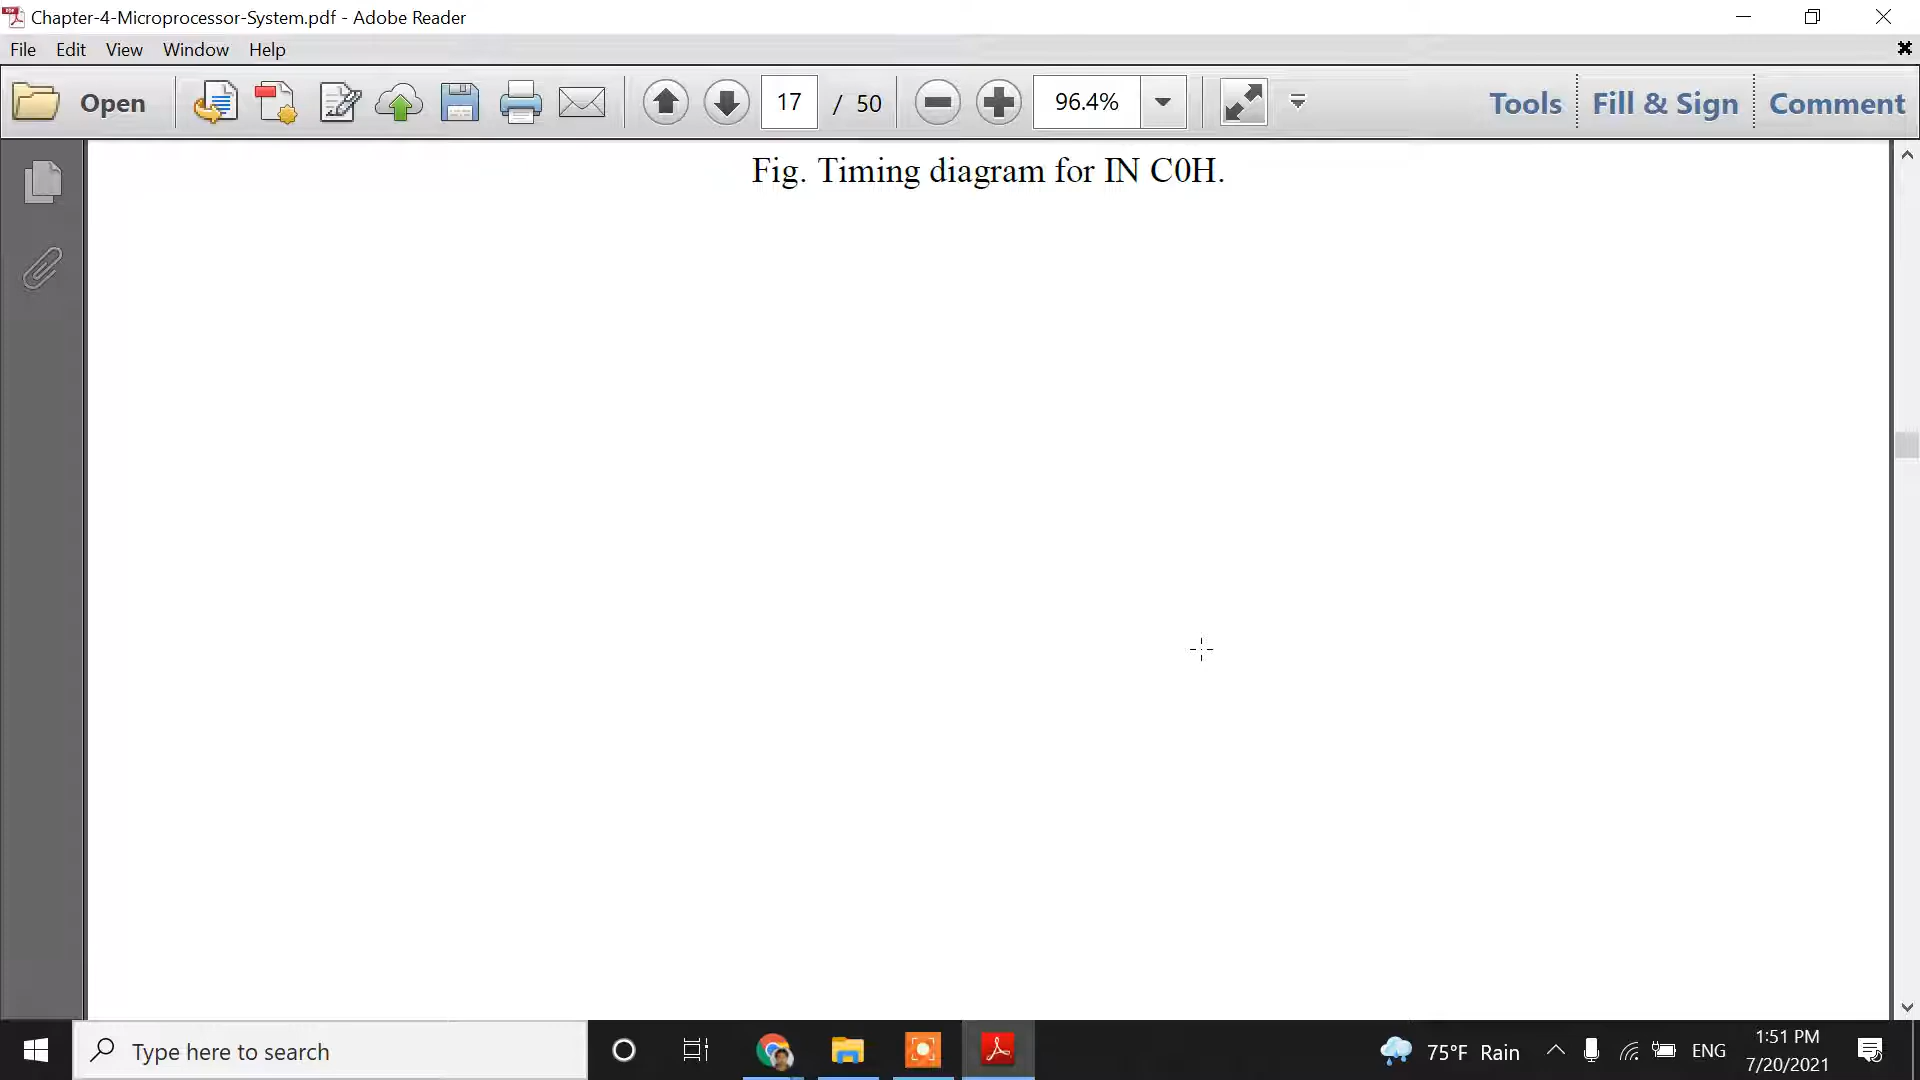 Chapter-4-Microprocessor-System.pdf - Adobe Reader
File Edit View Window Help
Open 17 / 50 96.4% Tools Fill & Sign Comment
Fig. Timing diagram for IN C0H.
Type here to search
75°F Rain
ENG
1:51 PM
7/20/2021